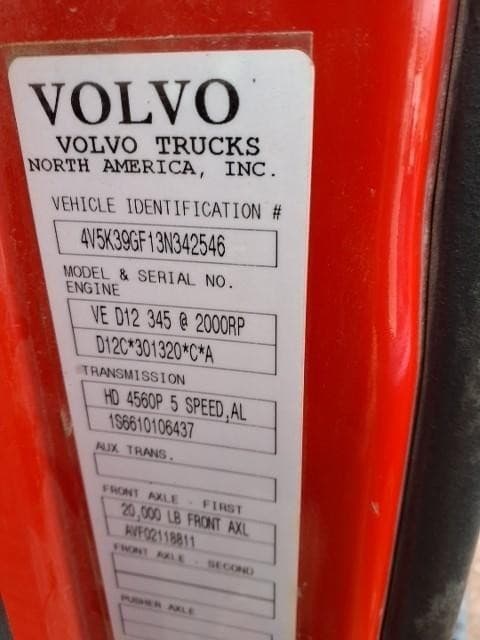 VOLVO
VOLVO TRUCKS
NORTH AMERICA, INC.
VEHICLE IDENTIFICATION #
4V5K39GF13N342546
MODEL & SERIAL NO.
ENGINE
VE D12 345 @ 2000RP
D12C*301320*C*A
TRANSMISSION
HD 4560P 5 SPEED,AL
1S6610106437
AUX TRANS.
FRONT AXLE - FIRST
20,000 LB FRONT AXL
AVF02118811
FRONT AXLE - SECOND
PUSHER AXLE